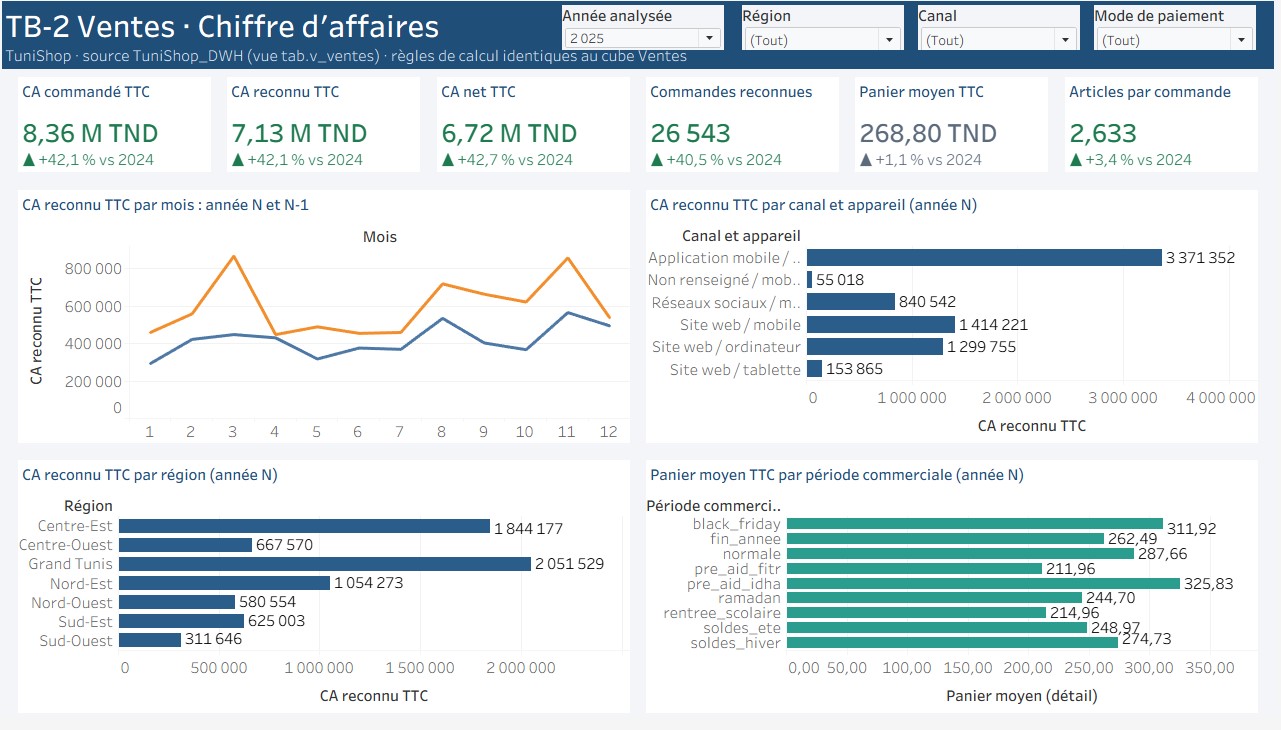 TB-2 Ventes · Chiffre d’affaires
TuniShop · source TuniShop_DWH (vue tab.v_ventes) · règles de calcul identiques au cube Ventes
Année analysée
2 025
Région
(Tout)
Canal
(Tout)
Mode de paiement
(Tout)
CA commandé TTC
8,36 M TND
▲ +42,1 % vs 2024
CA reconnu TTC
7,13 M TND
▲ +42,1 % vs 2024
CA net TTC
6,72 M TND
▲ +42,7 % vs 2024
Commandes reconnues
26 543
▲ +40,5 % vs 2024
Panier moyen TTC
268,80 TND
▲ +1,1 % vs 2024
Articles par commande
2,633
▲ +3,4 % vs 2024
CA reconnu TTC par mois : année N et N-1
Mois
CA reconnu TTC
800 000
600 000
400 000
200 000
0
1 2 3 4 5 6 7 8 9 10 11 12
CA reconnu TTC par canal et appareil (année N)
Canal et appareil
Application mobile / .. 3 371 352
Non renseigné / mob.. 55 018
Réseaux sociaux / m.. 840 542
Site web / mobile 1 414 221
Site web / ordinateur 1 299 755
Site web / tablette 153 865
0 1 000 000 2 000 000 3 000 000 4 000 000
CA reconnu TTC
CA reconnu TTC par région (année N)
Région
Centre-Est 1 844 177
Centre-Ouest 667 570
Grand Tunis 2 051 529
Nord-Est 1 054 273
Nord-Ouest 580 554
Sud-Est 625 003
Sud-Ouest 311 646
0 500 000 1 000 000 1 500 000 2 000 000
CA reconnu TTC
Panier moyen TTC par période commerciale (année N)
Période commerci..
black_friday 311,92
fin_annee 262,49
normale 287,66
pre_aid_fitr 211,96
pre_aid_idha 325,83
ramadan 244,70
rentree_scolaire 214,96
soldes_ete 248,97
soldes_hiver 274,73
0,00 50,00 100,00 150,00 200,00 250,00 300,00 350,00
Panier moyen (détail)